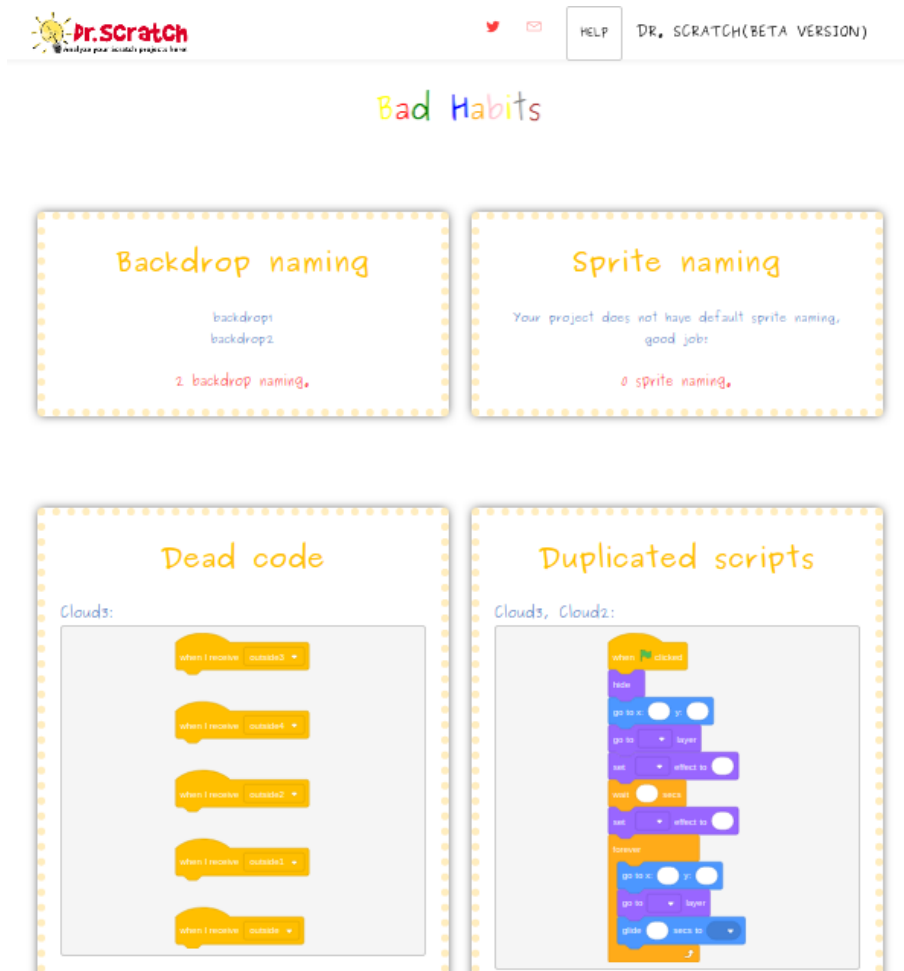 Dr.Scratch
Analyze your Scratch projects here!
HELP
DR. SCRATCH(BETA VERSION)
Bad Habits
Backdrop naming
backdrop1
backdrop2
2 backdrop naming.
Sprite naming
Your project does not have default sprite naming,
good job!
0 sprite naming.
Dead code
Cloud3:
when I receive outside3
when I receive outside4
when I receive outside2
when I receive outside1
when I receive outside
Duplicated scripts
Cloud3, Cloud2:
when clicked
hide
go to x: y:
go to layer
set effect to
wait secs
set effect to
forever
go to x: y:
go to layer
glide secs to